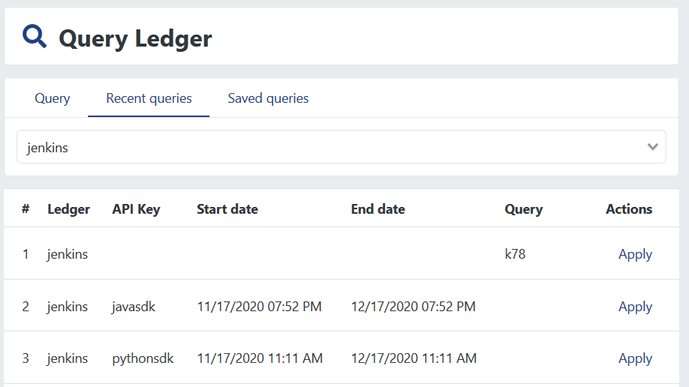 Query Ledger
Query Recent queries Saved queries
jenkins
# Ledger API Key Start date End date Query Actions
1 jenkins k78 Apply
2 jenkins javasdk 11/17/2020 07:52 PM 12/17/2020 07:52 PM Apply
3 jenkins pythonsdk 11/17/2020 11:11 AM 12/17/2020 11:11 AM Apply